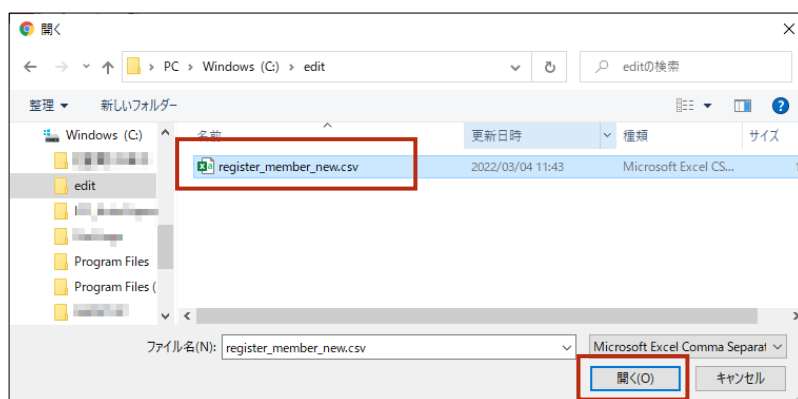 開く
PC › Windows (C:) › edit
editの検索
整理 新しいフォルダー
Windows (C:)
名前 更新日時 種類 サイズ
register_member_new.csv 2022/03/04 11:43 Microsoft Excel CS...
edit
Program Files
Program Files (
ファイル名(N): register_member_new.csv
Microsoft Excel Comma Separat
開く(O) キャンセル